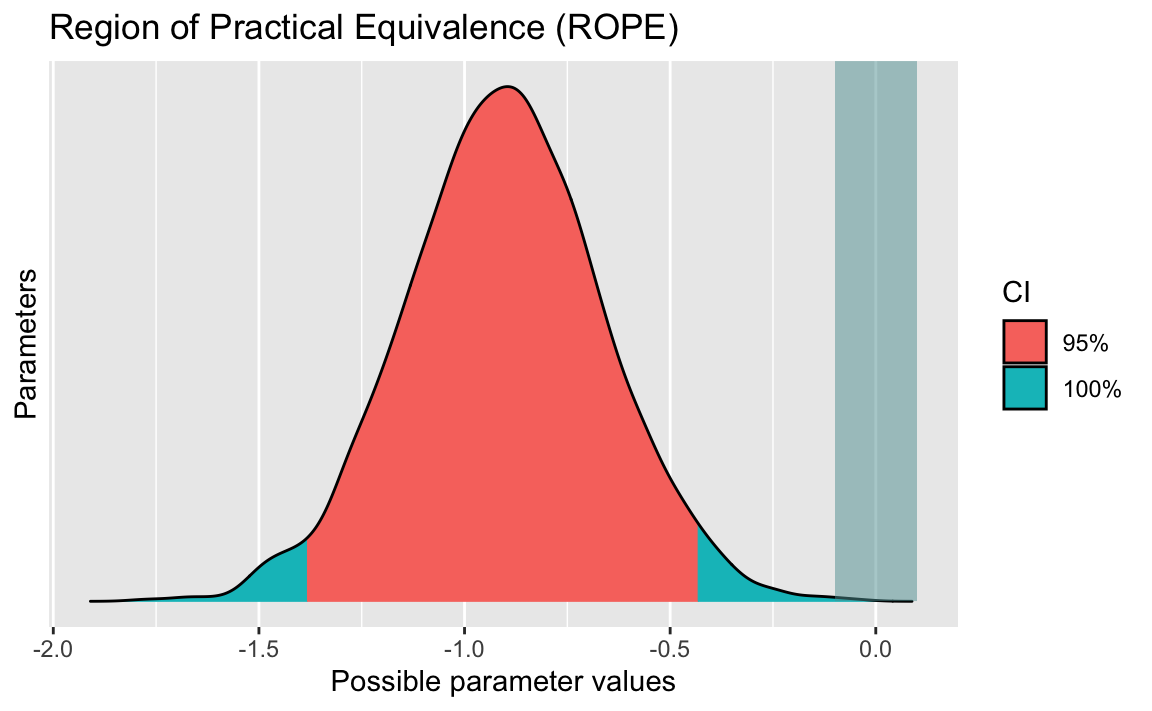 Region of Practical Equivalence (ROPE)
Parameters
CI
95%
100%
-2.0 -1.5 -1.0 -0.5 0.0
Possible parameter values